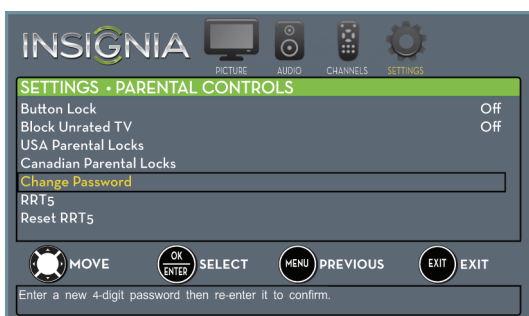 INSIGNIA
PICTURE AUDIO CHANNELS SETTINGS
SETTINGS • PARENTAL CONTROLS
Button Lock Off
Block Unrated TV Off
USA Parental Locks
Canadian Parental Locks
Change Password
RRT5
Reset RRT5
MOVE OK ENTER SELECT MENU PREVIOUS EXIT EXIT
Enter a new 4-digit password then re-enter it to confirm.